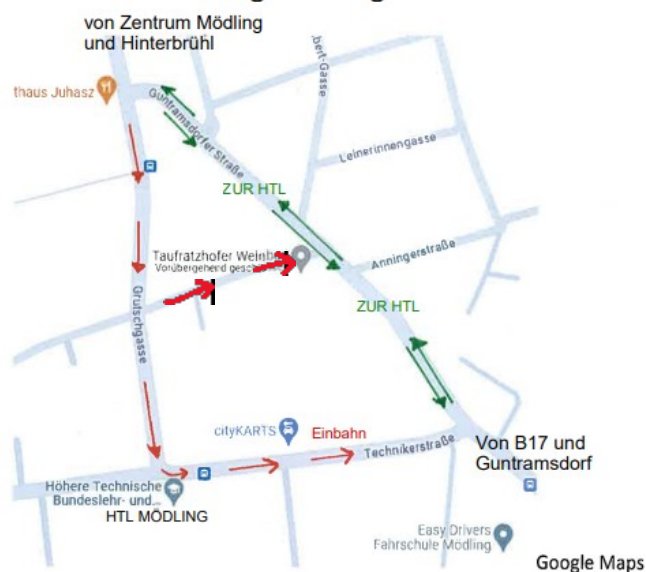 von Zentrum Mödling
und Hinterbrühl
thaus Juhasz
bert-Gasse
Guntramsdorfer Straße
Leinerinnengasse
ZUR HTL
Taufratzhofer Weinb
Vorübergehend gesch
Anningerstraße
ZUR HTL
Grutschgasse
cityKARTS
Einbahn
Technikerstraße
Von B17 und
Guntramsdorf
Höhere Technische
Bundeslehr- und...
HTL MÖDLING
Easy Drivers
Fahrschule Mödling
Google Maps